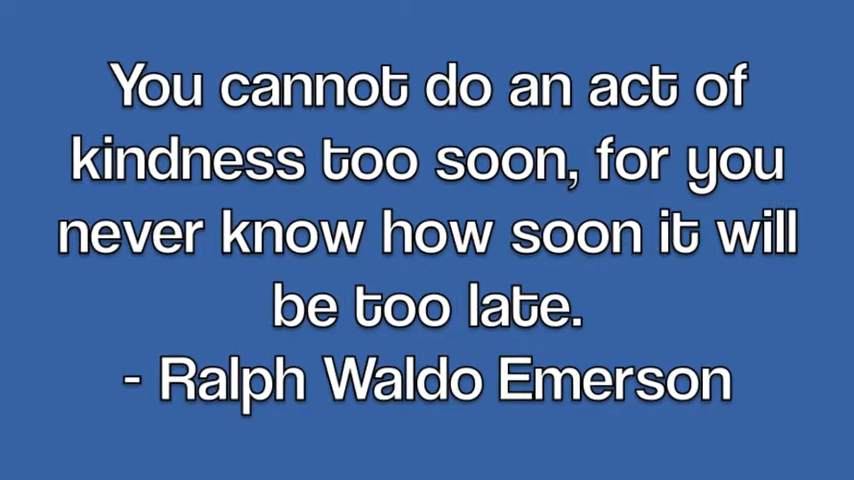 You cannot do an act of
kindness too soon, for you
never know how soon it will
be too late.
- Ralph Waldo Emerson